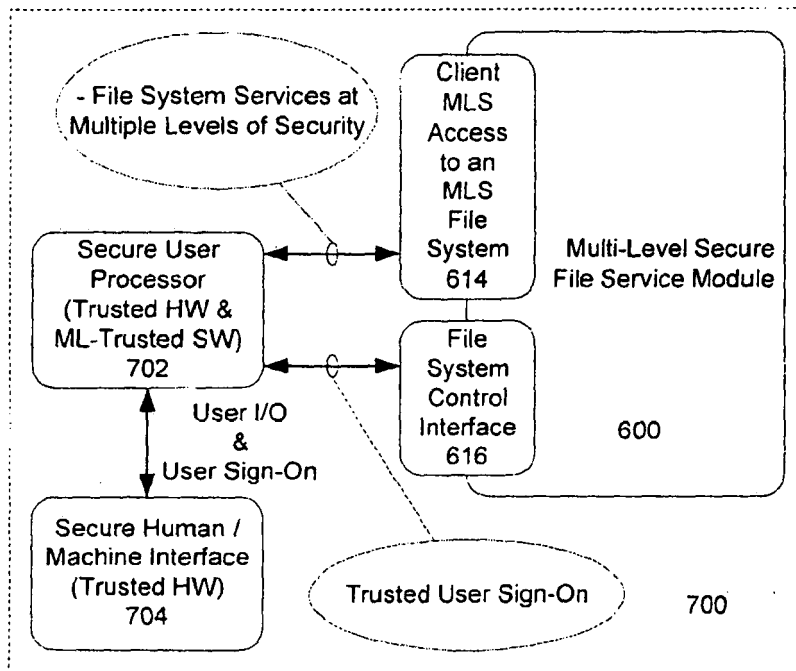 - File System Services at
Multiple Levels of Security
Client
MLS
Access
to an
MLS
File
System
614
Multi-Level Secure
File Service Module
Secure User
Processor
(Trusted HW &
ML-Trusted SW)
702
File
System
Control
Interface
616
600
User I/O
&
User Sign-On
Secure Human /
Machine Interface
(Trusted HW)
704
Trusted User Sign-On
700